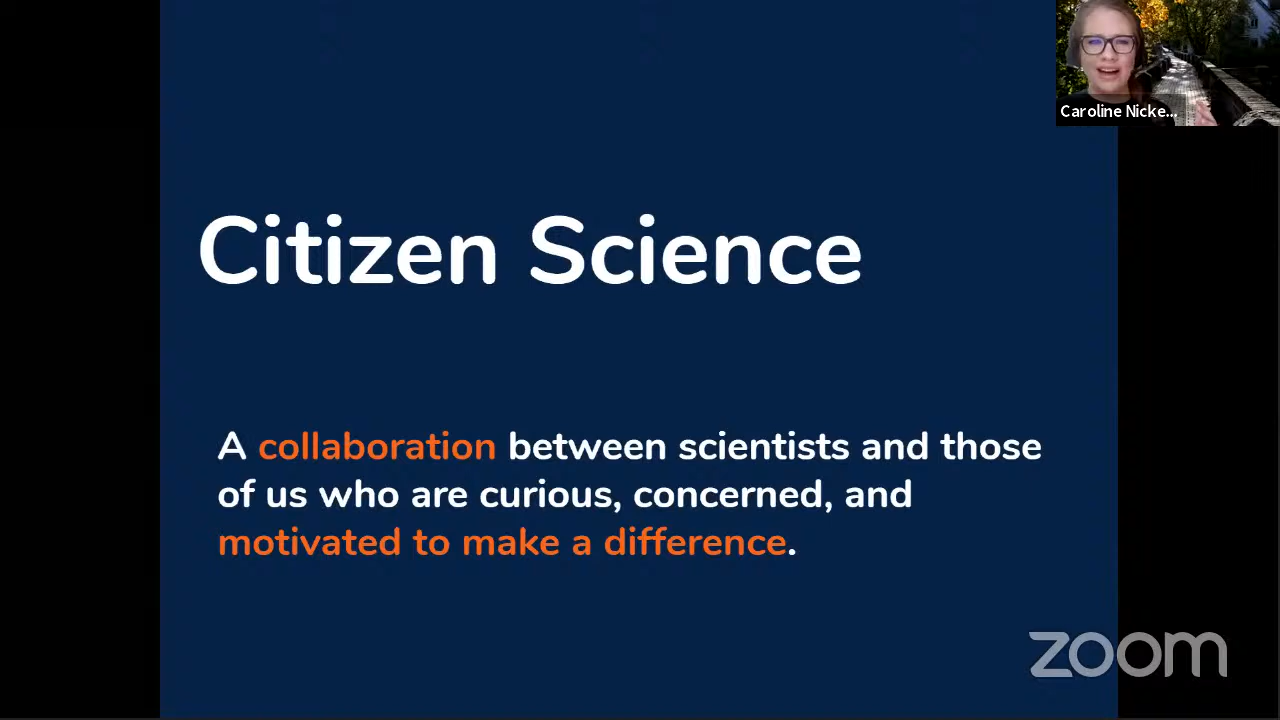 Caroline Nicke...
Citizen Science
A collaboration between scientists and those
of us who are curious, concerned, and
motivated to make a difference.
zoom